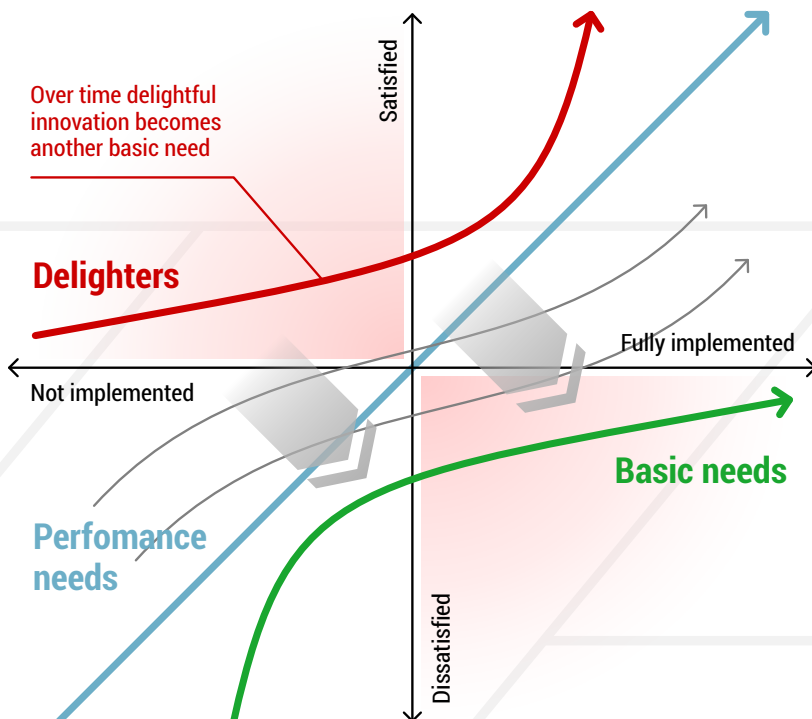 Satisfied
Over time delightful
innovation becomes
another basic need
Delighters
Fully implemented
Not implemented
Basic needs
Perfomance
needs
Dissatisfied